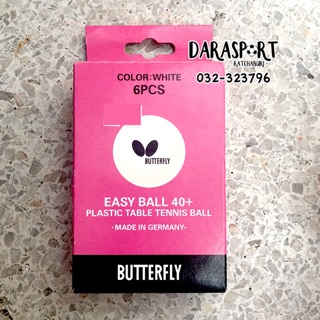 DARASPORT
RATCHABURI
032-323796
COLOR:WHITE
6PCS
BUTTERFLY
EASY BALL 40+
PLASTIC TABLE TENNIS BALL
·MADE IN GERMANY·
BUTTERFLY